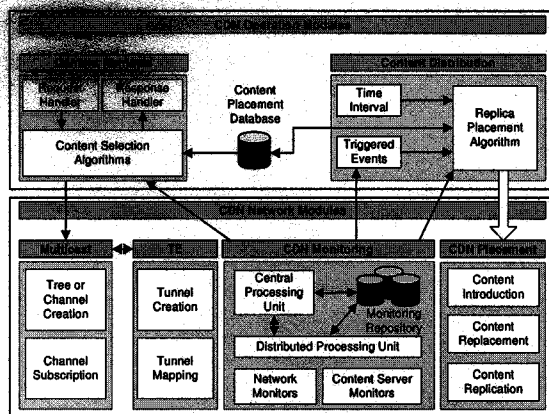 CDN Operation Modules
Content Distribution
Request
Handler
Response
Handler
Content Selection
Algorithms
Content
Placement
Database
Time
Interval
Triggered
Events
Replica
Placement
Algorithm
CDN Network Modules
Multicast
TE
CDN Monitoring
CDN Placement
Tree or
Channel
Creation
Channel
Subscription
Tunnel
Creation
Tunnel
Mapping
Central
Processing
Unit
Monitoring
Repository
Distributed Processing Unit
Network
Monitors
Content Server
Monitors
Content
Introduction
Content
Replacement
Content
Replication